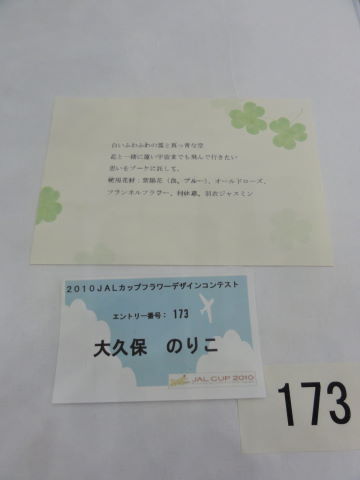 白いふわふわの雲と真っ青な空
花と一緒に遠い宇宙までも飛んで行きたい
思いをブーケに託して。
使用花材：紫陽花（白、ブルー）、オールドローズ、
フランネルフラワー、利休草、羽衣ジャスミン
2010JALカップフラワーデザインコンテスト
エントリー番号：173
大久保 のりこ
JAL CUP 2010
173